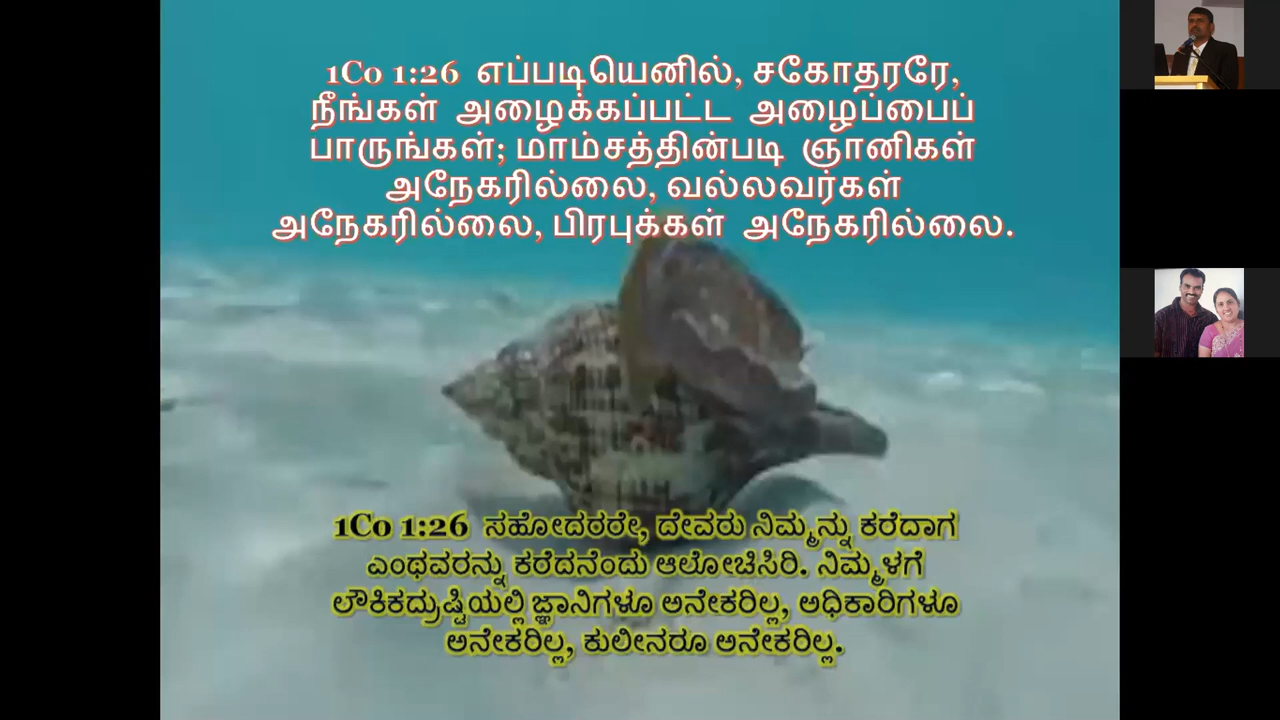 1Co 1:26 எப்படியெனில், சகோதரரே,
நீங்கள் அழைக்கப்பட்ட அழைப்பைப்
பாருங்கள்; மாம்சத்தின்படி ஞானிகள்
அநேகரில்லை, வல்லவர்கள்
அநேகரில்லை, பிரபுக்கள் அநேகரில்லை.
1Co 1:26 ಸಹೋದರರೇ, ದೇವರು ನಿಮ್ಮನ್ನು ಕರೆದಾಗ
ಎಂಥವರನ್ನು ಕರೆದನೆಂದು ಆಲೋಚಿಸಿರಿ. ನಿಮ್ಮಳಗೆ
ಲೌಕಿಕದ್ರುಷ್ಟಿಯಲ್ಲಿ ಜ್ಞಾನಿಗಳೂ ಅನೇಕರಿಲ್ಲ, ಅಧಿಕಾರಿಗಳೂ
ಅನೇಕರಿಲ್ಲ, ಕುಲೀನರೂ ಅನೇಕರಿಲ್ಲ.